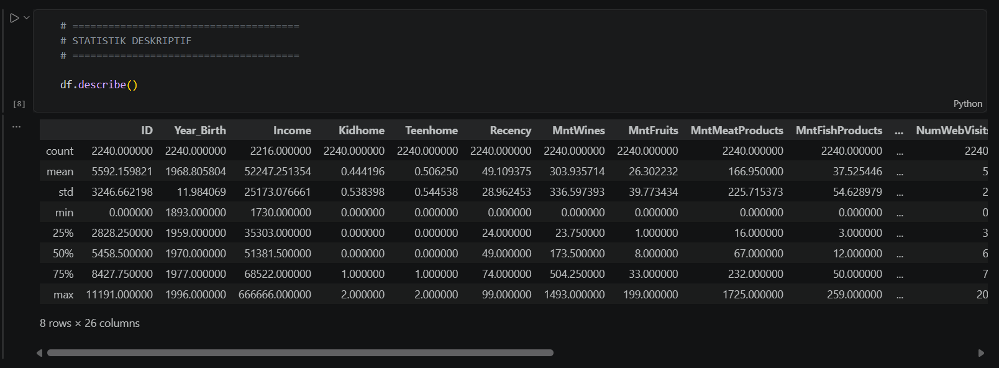 # ======================================
# STATISTIK DESKRIPTIF
# ======================================
df.describe()
[8]
Python
...
ID Year_Birth Income Kidhome Teenhome Recency MntWines MntFruits MntMeatProducts MntFishProducts ... NumWebVisits
count 2240.000000 2240.000000 2216.000000 2240.000000 2240.000000 2240.000000 2240.000000 2240.000000 2240.000000 2240.000000 ... 2240
mean 5592.159821 1968.805804 52247.251354 0.444196 0.506250 49.109375 303.935714 26.302232 166.950000 37.525446 ... 5
std 3246.662198 11.984069 25173.076661 0.538398 0.544538 28.962453 336.597393 39.773434 225.715373 54.628979 ... 2
min 0.000000 1893.000000 1730.000000 0.000000 0.000000 0.000000 0.000000 0.000000 0.000000 0.000000 ... 0
25% 2828.250000 1959.000000 35303.000000 0.000000 0.000000 24.000000 23.750000 1.000000 16.000000 3.000000 ... 3
50% 5458.500000 1970.000000 51381.500000 0.000000 0.000000 49.000000 173.500000 8.000000 67.000000 12.000000 ... 6
75% 8427.750000 1977.000000 68522.000000 1.000000 1.000000 74.000000 504.250000 33.000000 232.000000 50.000000 ... 7
max 11191.000000 1996.000000 666666.000000 2.000000 2.000000 99.000000 1493.000000 199.000000 1725.000000 259.000000 ... 20
8 rows × 26 columns